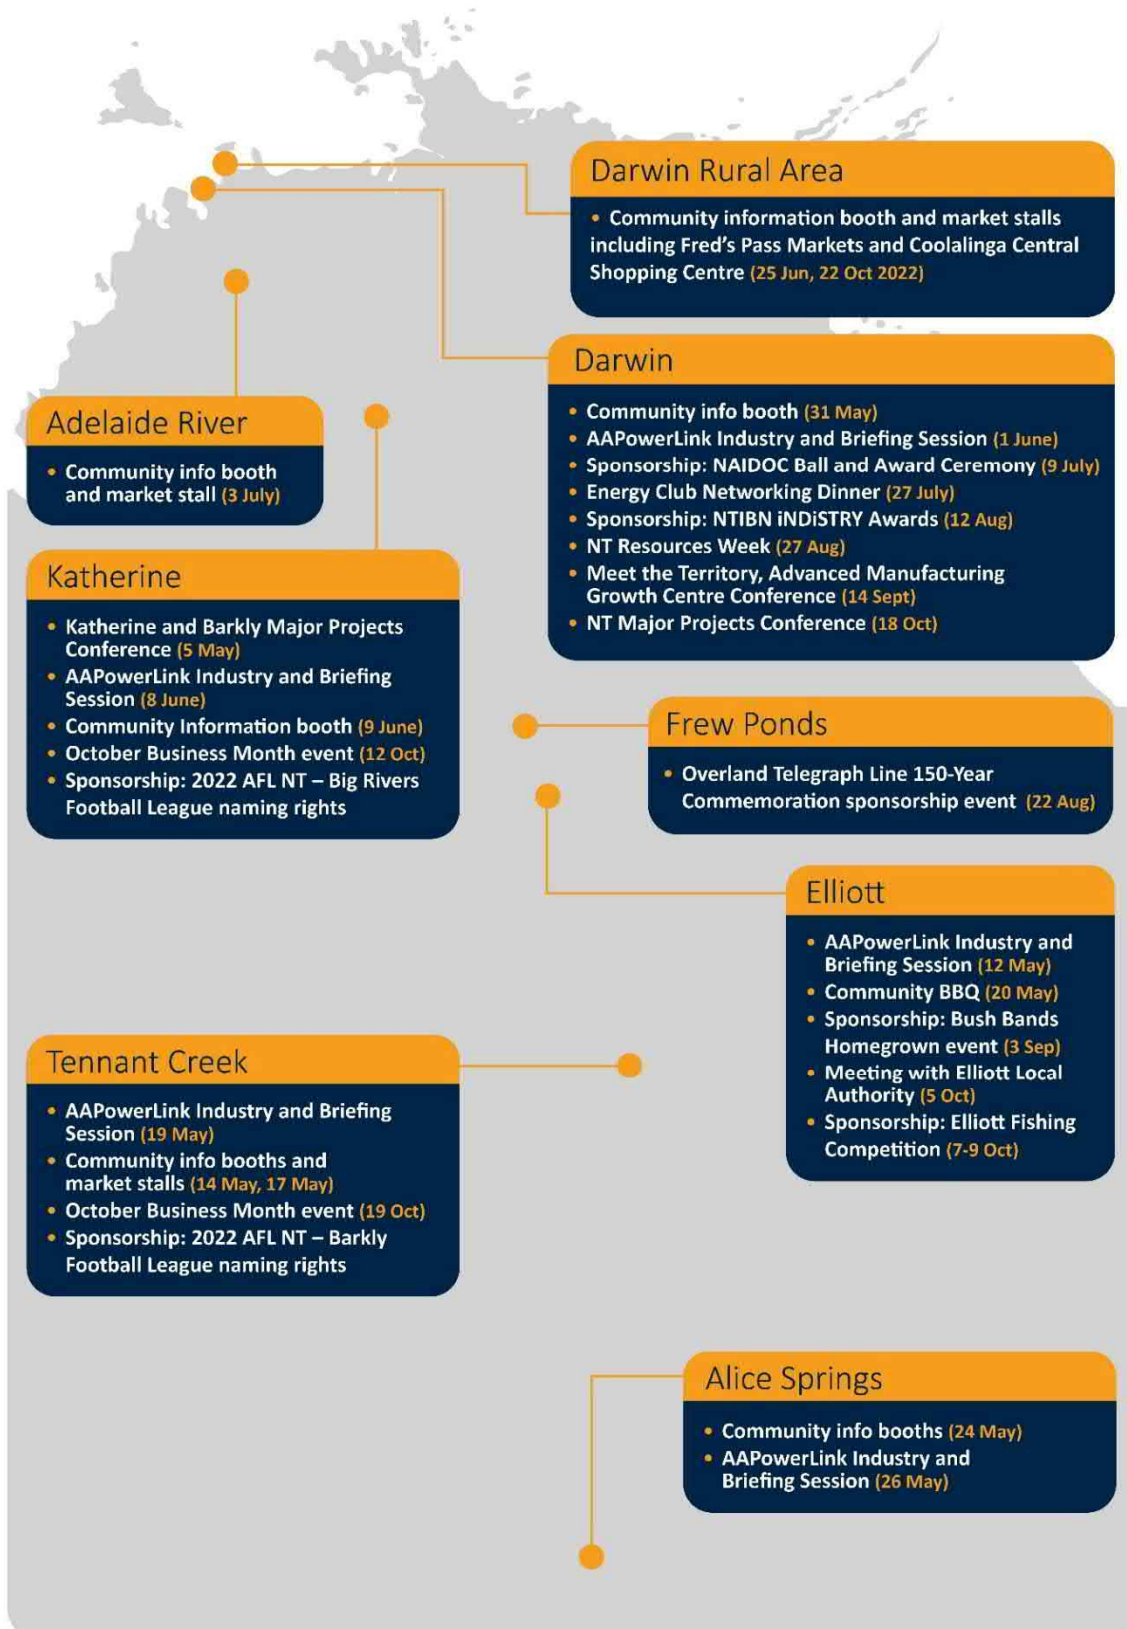 Darwin Rural Area
• Community information booth and market stalls
including Fred's Pass Markets and Coolalinga Central
Shopping Centre (25 Jun, 22 Oct 2022)
Darwin
• Community info booth (31 May)
• AAPowerLink Industry and Briefing Session (1 June)
• Sponsorship: NAIDOC Ball and Award Ceremony (9 July)
• Energy Club Networking Dinner (27 July)
• Sponsorship: NTIBN iNDiSTRY Awards (12 Aug)
• NT Resources Week (27 Aug)
• Meet the Territory, Advanced Manufacturing
Growth Centre Conference (14 Sept)
• NT Major Projects Conference (18 Oct)
Adelaide River
• Community info booth
and market stall (3 July)
Katherine
• Katherine and Barkly Major Projects
Conference (5 May)
• AAPowerLink Industry and Briefing
Session (8 June)
• Community Information booth (9 June)
• October Business Month event (12 Oct)
• Sponsorship: 2022 AFL NT – Big Rivers
Football League naming rights
Frew Ponds
• Overland Telegraph Line 150-Year
Commemoration sponsorship event (22 Aug)
Elliott
• AAPowerLink Industry and
Briefing Session (12 May)
• Community BBQ (20 May)
• Sponsorship: Bush Bands
Homegrown event (3 Sep)
• Meeting with Elliott Local
Authority (5 Oct)
• Sponsorship: Elliott Fishing
Competition (7-9 Oct)
Tennant Creek
• AAPowerLink Industry and Briefing
Session (19 May)
• Community info booths and
market stalls (14 May, 17 May)
• October Business Month event (19 Oct)
• Sponsorship: 2022 AFL NT – Barkly
Football League naming rights
Alice Springs
• Community info booths (24 May)
• AAPowerLink Industry and
Briefing Session (26 May)